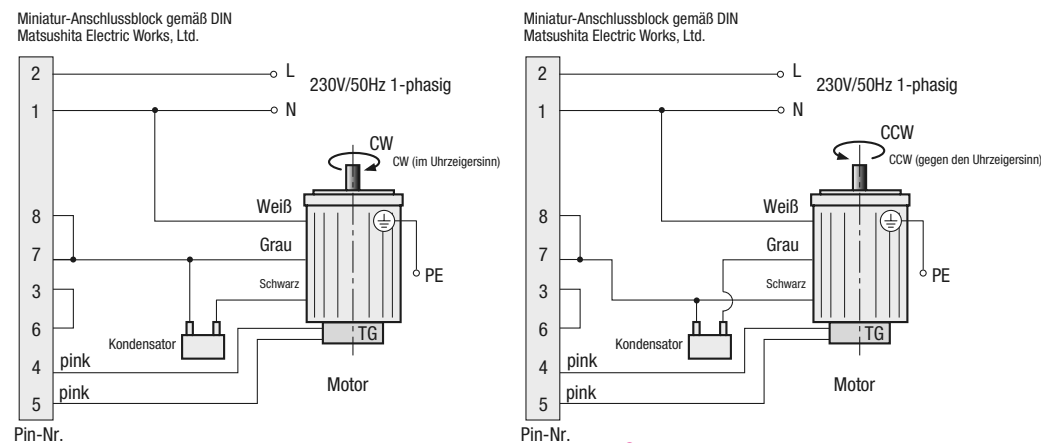 Miniatur-Anschlussblock gemäß DIN
Matsushita Electric Works, Ltd.
2
L
230V/50Hz 1-phasig
1
N
CW
CW (im Uhrzeigersinn)
8
Weiß
7
Grau
PE
3
Schwarz
6
Kondensator
TG
4
pink
Motor
5
pink
Pin-Nr.
Miniatur-Anschlussblock gemäß DIN
Matsushita Electric Works, Ltd.
2
L
230V/50Hz 1-phasig
1
N
CCW
CCW (gegen den Uhrzeigersinn)
8
Weiß
7
Grau
PE
3
Schwarz
6
Kondensator
TG
4
pink
Motor
5
pink
Pin-Nr.